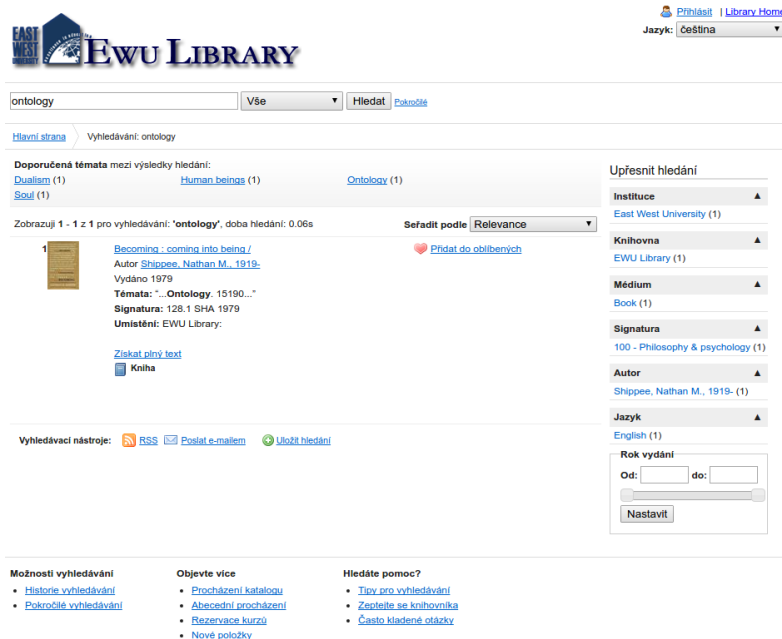 Přihlásit | Library Home
Jazyk: čeština
EAST
WEST
UNIVERSITY
EWU LIBRARY
ontology Vše Hledat Pokročilé
Hlavní strana Vyhledávání: ontology
Doporučená témata mezi výsledky hledání:
Dualism (1) Human beings (1) Ontology (1)
Soul (1)
Zobrazuji 1 - 1 z 1 pro vyhledávání: 'ontology', doba hledání: 0.06s Seřadit podle Relevance
1 Becoming : coming into being / Přidat do oblíbených
Autor Shippee, Nathan M., 1919-
Vydáno 1979
Témata: "...Ontology. 15190..."
Signatura: 128.1 SHA 1979
Umístění: EWU Library:
Získat plný text
Kniha
Vyhledávací nástroje: RSS Poslat e-mailem Uložit hledání
Upřesnit hledání
Instituce
East West University (1)
Knihovna
EWU Library (1)
Médium
Book (1)
Signatura
100 - Philosophy & psychology (1)
Autor
Shippee, Nathan M., 1919- (1)
Jazyk
English (1)
Rok vydání
Od: do:
Nastavit
Možnosti vyhledávání
Historie vyhledávání
Pokročilé vyhledávání
Objevte více
Procházení katalogu
Abecední procházení
Rezervace kurzů
Nové položky
Hledáte pomoc?
Tipy pro vyhledávání
Zeptejte se knihovníka
Často kladené otázky